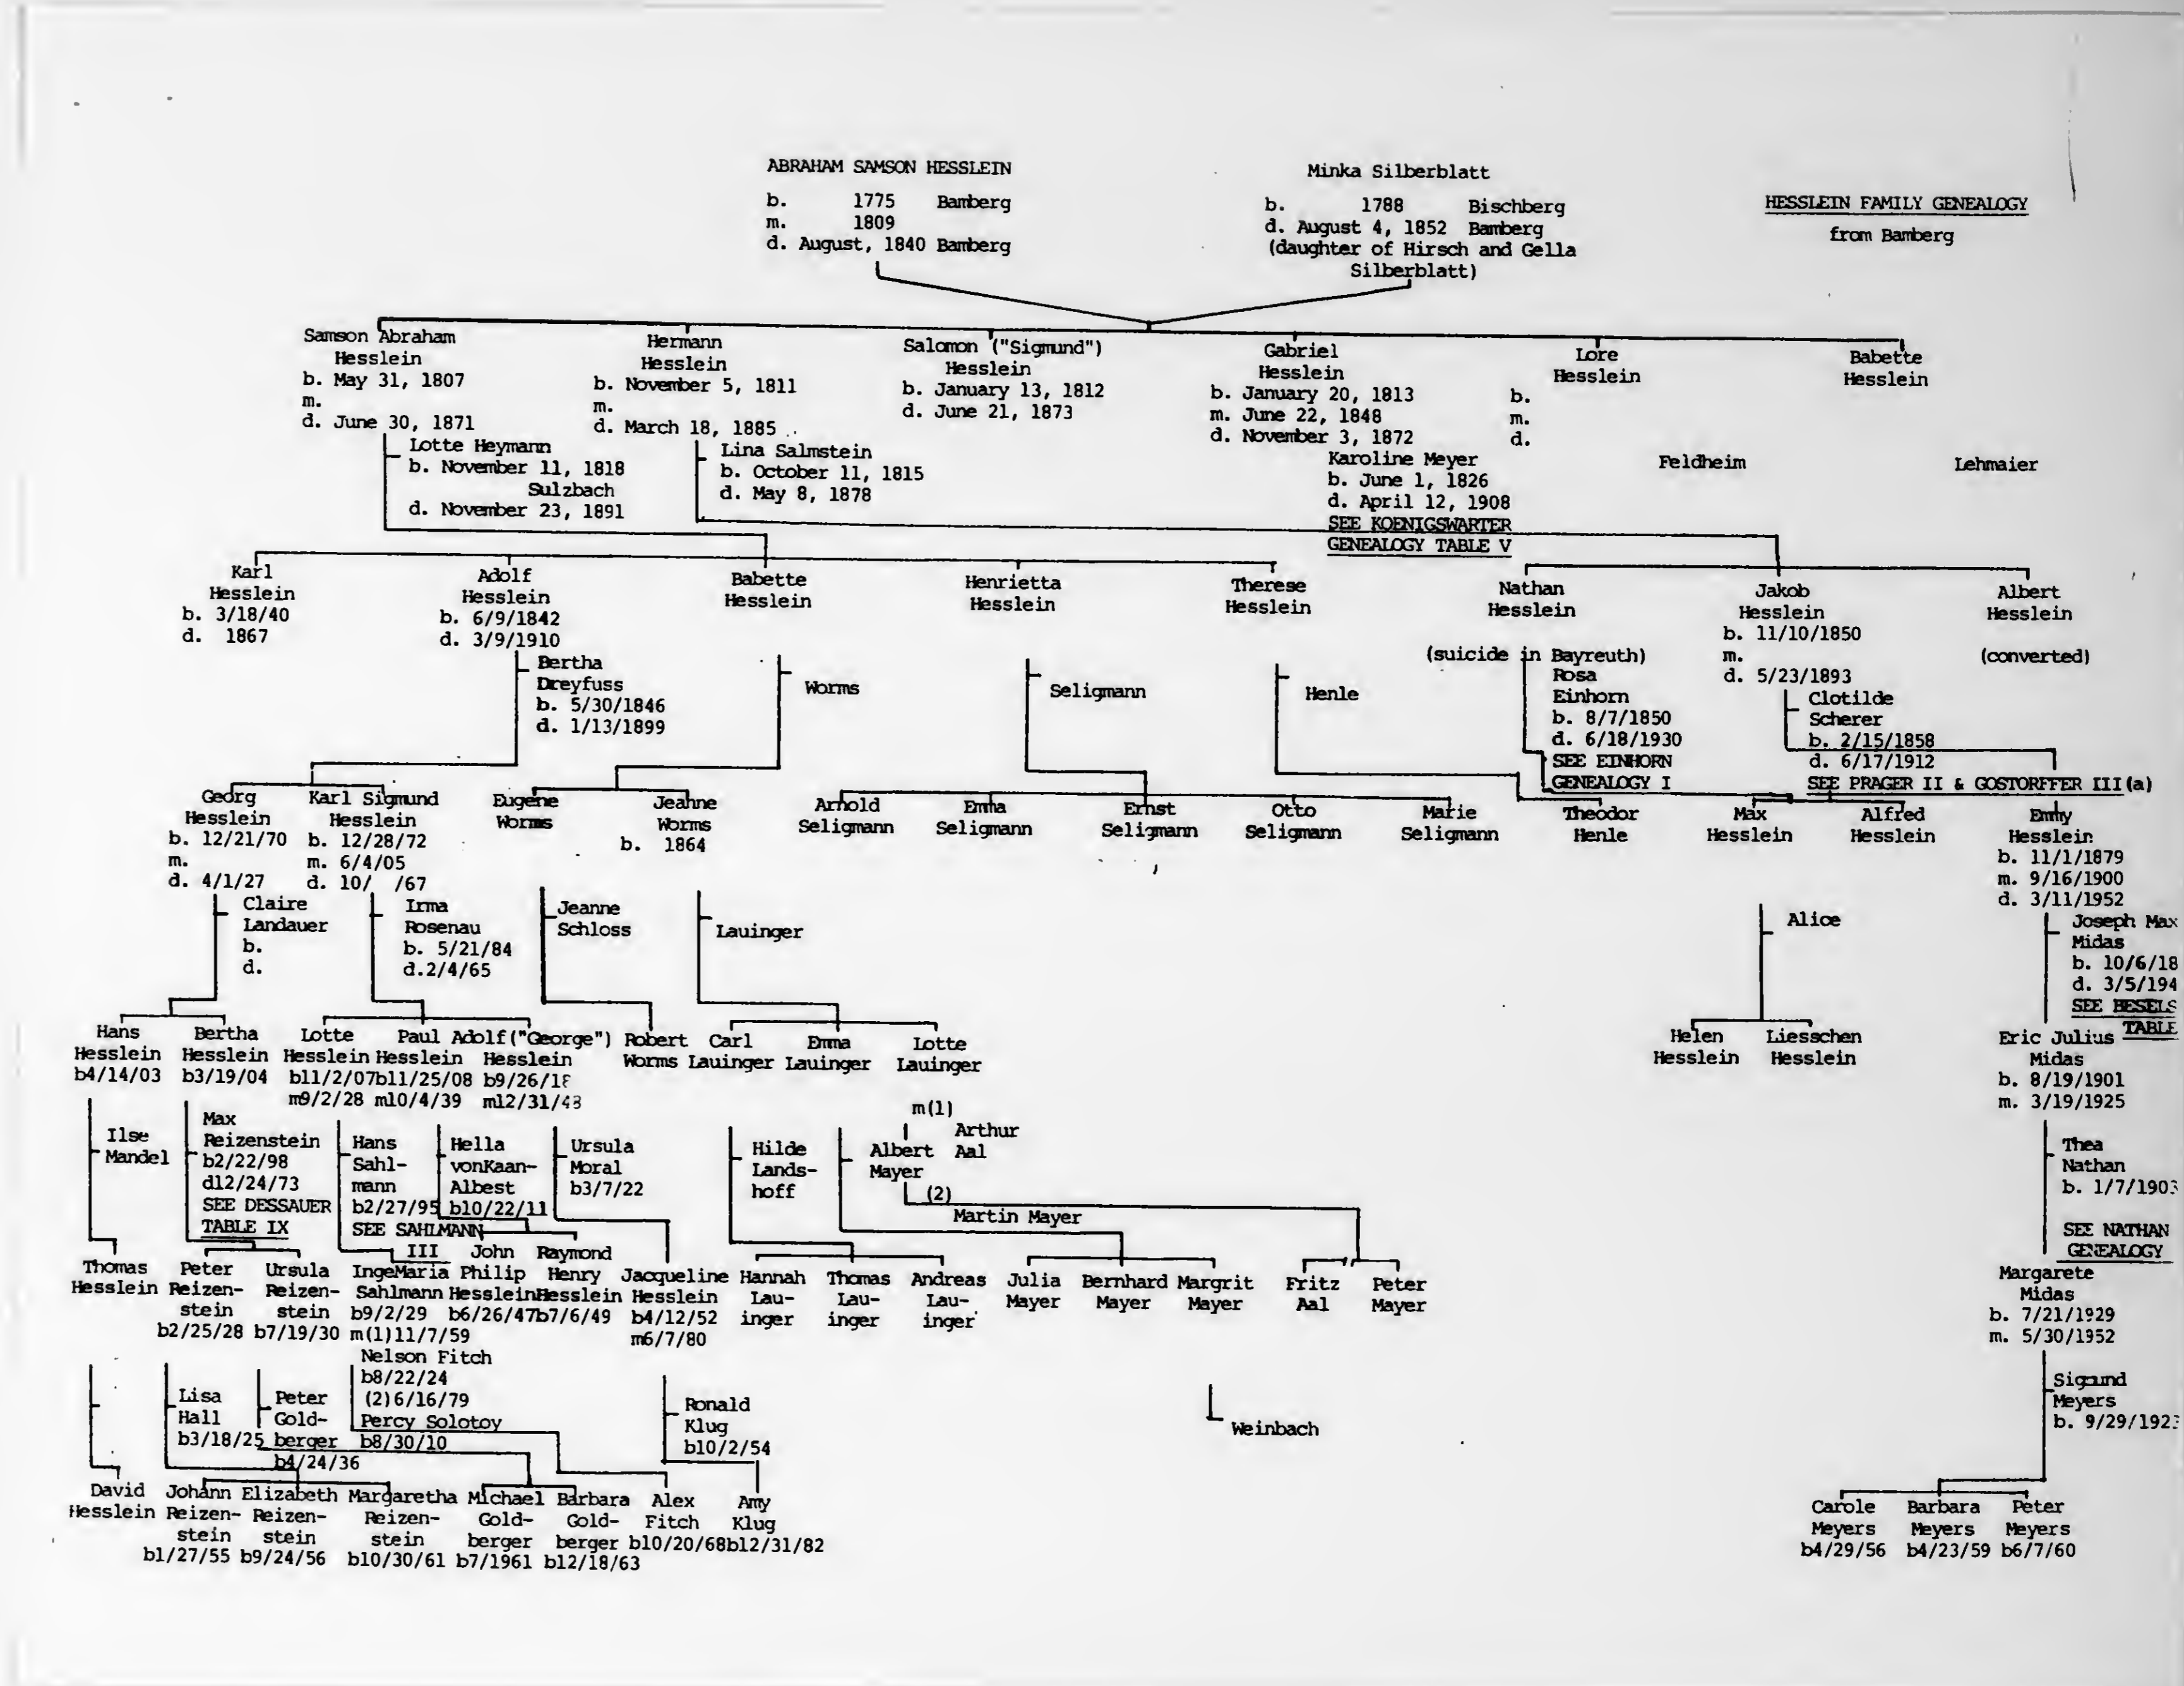 ABRAHAM SAMSON HESSLEIN
b. 1775 Bamberg
m. 1809
d. August, 1840 Bamberg
Minka Silberblatt
b. 1788 Bischberg
d. August 4, 1852 Bamberg
(daughter of Hirsch and Gella
Silberblatt)
HESSLEIN FAMILY GENEALOGY
from Bamberg
Samson Abraham
Hesslein
b. May 31, 1807
m.
d. June 30, 1871
Lotte Heymann
b. November 11, 1818
Sulzbach
d. November 23, 1891
Hermann
Hesslein
b. November 5, 1811
m.
d. March 18, 1885
Lina Salmstein
b. October 11, 1815
d. May 8, 1878
Salomon ("Sigmund")
Hesslein
b. January 13, 1812
d. June 21, 1873
Gabriel
Hesslein
b. January 20, 1813
m. June 22, 1848
d. November 3, 1872
Karoline Meyer
b. June 1, 1826
d. April 12, 1908
SEE KOENIGSWARTER
GENEALOGY TABLE V
Lore
Hesslein
b.
m.
d.
Feldheim
Babette
Hesslein
Lehmaier
Karl
Hesslein
b. 3/18/40
d. 1867
Adolf
Hesslein
b. 6/9/1842
d. 3/9/1910
Bertha
Dreyfuss
b. 5/30/1846
d. 1/13/1899
Babette
Hesslein
Worms
Henrietta
Hesslein
Seligmann
Therese
Hesslein
Henle
Nathan
Hesslein
(suicide in Bayreuth)
Rosa
Einhorn
b. 8/7/1850
d. 6/18/1930
SEE EINHORN
GENEALOGY I
Jakob
Hesslein
b. 11/10/1850
m.
d. 5/23/1893
Clotilde
Scherer
b. 2/15/1858
d. 6/17/1912
SEE PRAGER II & GOSTORFFER III(a)
Albert
Hesslein
(converted)
Georg
Hesslein
b. 12/21/70
m.
d. 4/1/27
Claire
Landauer
b.
d.
Karl Sigmund
Hesslein
b. 12/28/72
m. 6/4/05
d. 10/ /67
Irma
Rosenau
b. 5/21/84
d.2/4/65
Eugene
Worms
Jeanne
Schloss
Jeanne
Worms
b. 1864
Lauinger
Arnold
Seligmann
Emma
Seligmann
Ernst
Seligmann
Otto
Seligmann
Marie
Seligmann
Theodor
Henle
Max
Hesslein
Alice
Alfred
Hesslein
Emmy
Hesslein
b. 11/1/1879
m. 9/16/1900
d. 3/11/1952
Joseph Max
Midas
b. 10/6/18
d. 3/5/194
SEE BESELS
TABLE
Hans
Hesslein
b4/14/03
Ilse
Mandel
Bertha
Hesslein
b3/19/04
Max
Reizenstein
b2/22/98
d12/24/73
SEE DESSAUER
TABLE IX
Lotte
Hesslein
b11/2/07
m9/2/28
Hans
Sahl-
mann
b2/27/95
SEE SAHLMANN
III
Paul
Hesslein
b11/25/08
m10/4/39
Hella
vonKaan-
Albest
b10/22/11
Adolf("George")
Hesslein
b9/26/18
m12/31/48
Ursula
Moral
b3/7/22
Robert
Worms
Carl
Lauinger
Hilde
Lands-
hoff
Emma
Lauinger
Albert
Mayer
Lotte
Lauinger
m(1)
Arthur
Aal
(2)
Martin Mayer
Helen
Hesslein
Liesschen
Hesslein
Eric Julius
Midas
b. 8/19/1901
m. 3/19/1925
Thea
Nathan
b. 1/7/1903
SEE NATHAN
GENEALOGY
Thomas
Hesslein
Peter
Reizen-
stein
b2/25/28
Ursula
Reizen-
stein
b7/19/30
IngeMaria
Sahlmann
b9/2/29
m(1)11/7/59
Nelson Fitch
b8/22/24
(2)6/16/79
Percy Solotoy
b8/30/10
John
Philip
Hesslein
b6/26/47
Raymond
Henry
Hesslein
b7/6/49
Jacqueline
Hesslein
b4/12/52
m6/7/80
Hannah
Lau-
inger
Thomas
Lau-
inger
Andreas
Lau-
inger
Julia
Mayer
Bernhard
Mayer
Margrit
Mayer
Fritz
Aal
Peter
Mayer
Margarete
Midas
b. 7/21/1929
m. 5/30/1952
Lisa
Hall
b3/18/25
Peter
Gold-
berger
b4/24/36
Ronald
Klug
b10/2/54
Weinbach
Sigmund
Meyers
b. 9/29/1923
David
Hesslein
Johann
Reizen-
stein
b1/27/55
Elizabeth
Reizen-
stein
b9/24/56
Margaretha
Reizen-
stein
b10/30/61
Michael
Gold-
berger
b7/1961
Barbara
Gold-
berger
b12/18/63
Alex
Fitch
b10/20/68
Amy
Klug
b12/31/82
Carole
Meyers
b4/29/56
Barbara
Meyers
b4/23/59
Peter
Meyers
b6/7/60